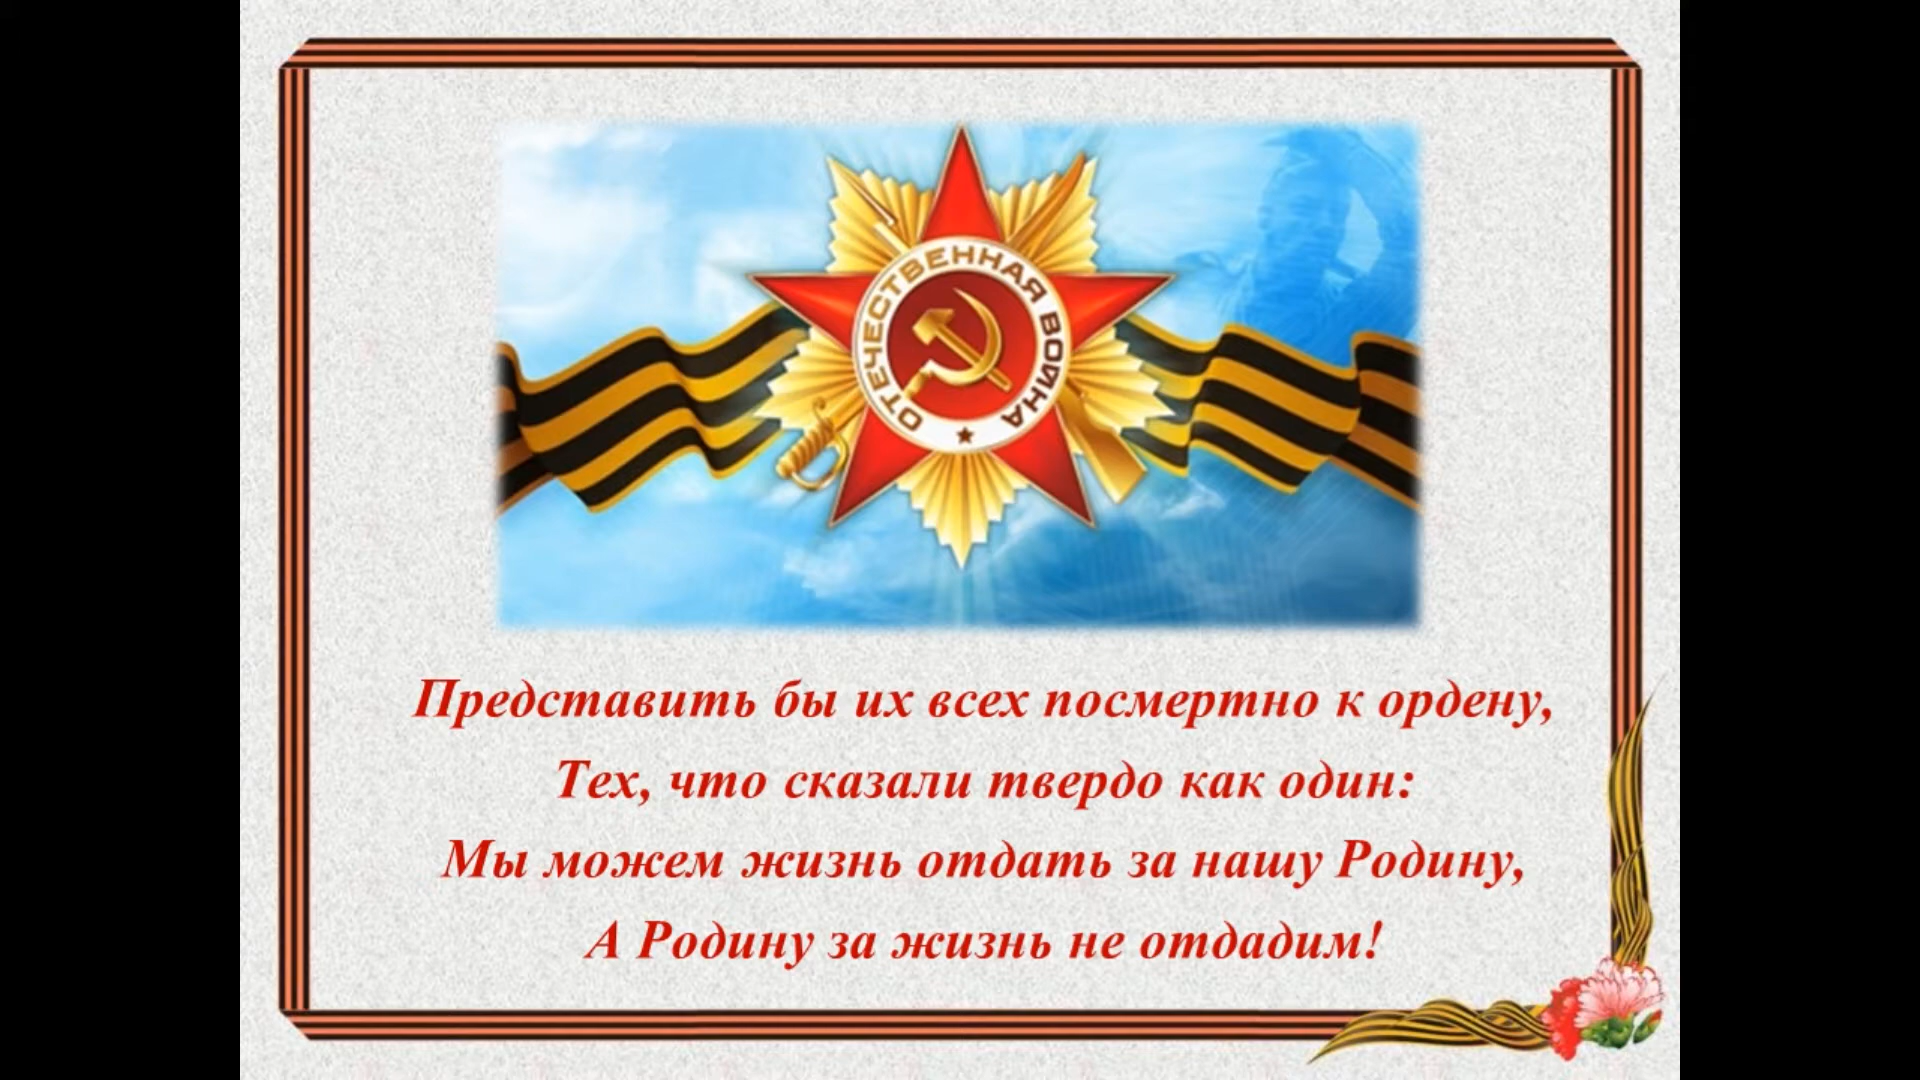 ОТЕЧЕСТВЕННАЯ ВОЙНА
Представить бы их всех посмертно к ордену,
Тех, что сказали твердо как один:
Мы можем жизнь отдать за нашу Родину,
А Родину за жизнь не отдадим!